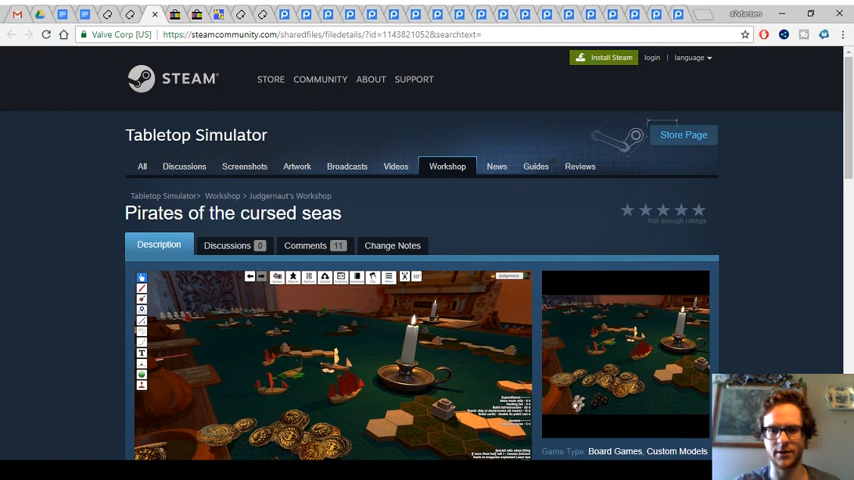 a7xfanben
Valve Corp [US] https://steamcommunity.com/sharedfiles/filedetails/?id=1143821052&searchtext=
Install Steam login | language
STEAM® STORE COMMUNITY ABOUT SUPPORT
Tabletop Simulator
Store Page
All Discussions Screenshots Artwork Broadcasts Videos Workshop News Guides Reviews
Tabletop Simulator> Workshop > Judgernaut's Workshop
Pirates of the cursed seas
Not enough ratings
Description Discussions 0 Comments 11 Change Notes
Game Type: Board Games, Custom Models